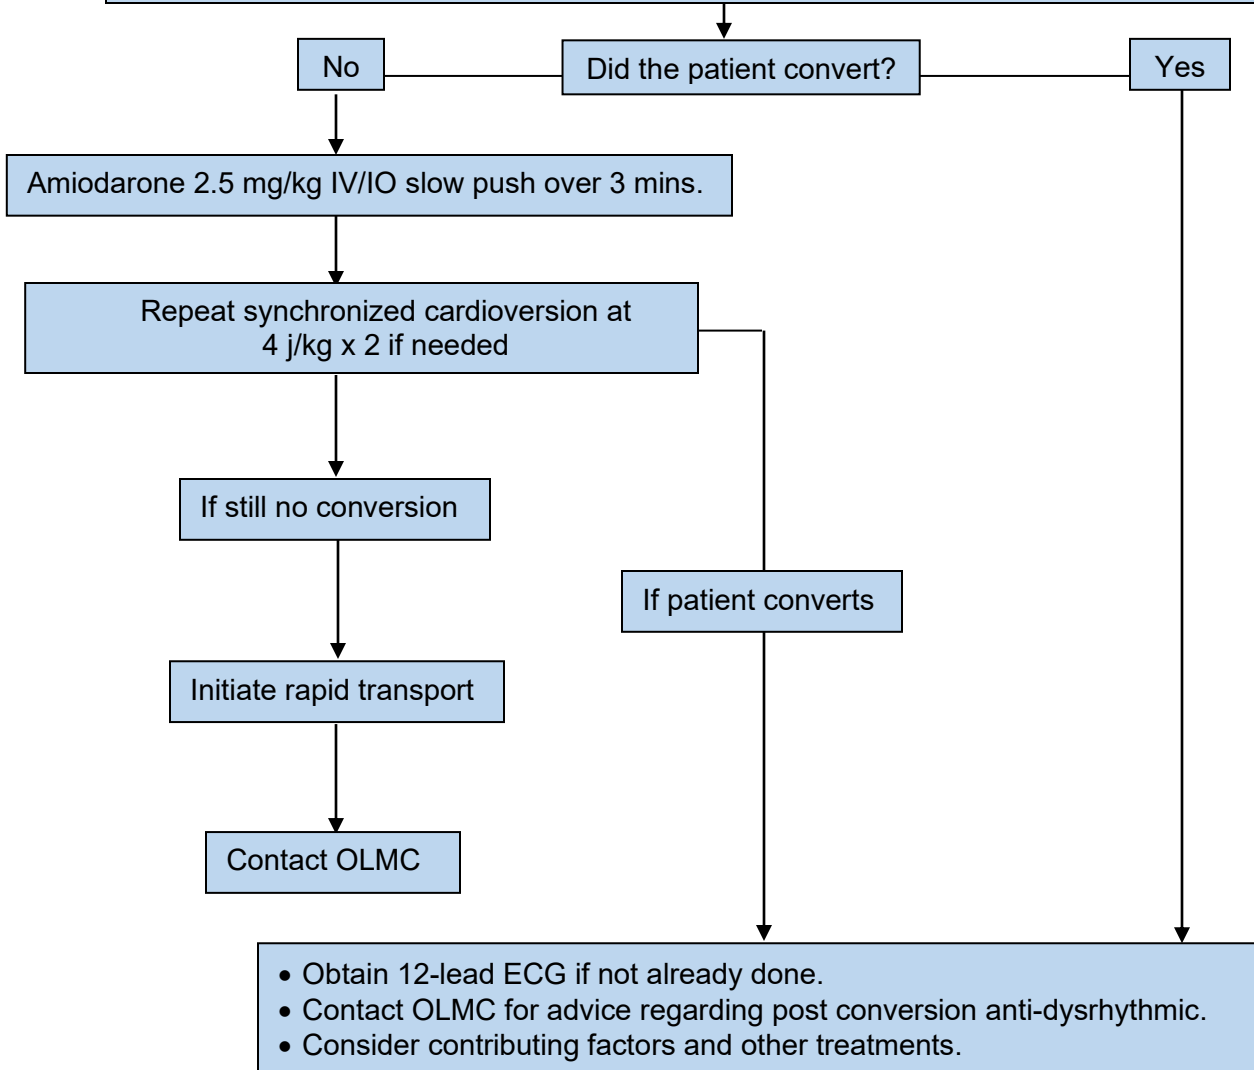 Did the patient convert?
No
Yes
Amiodarone 2.5 mg/kg IV/IO slow push over 3 mins.
Repeat synchronized cardioversion at
4 j/kg x 2 if needed
If still no conversion
If patient converts
Initiate rapid transport
Contact OLMC
• Obtain 12-lead ECG if not already done.
• Contact OLMC for advice regarding post conversion anti-dysrhythmic.
• Consider contributing factors and other treatments.